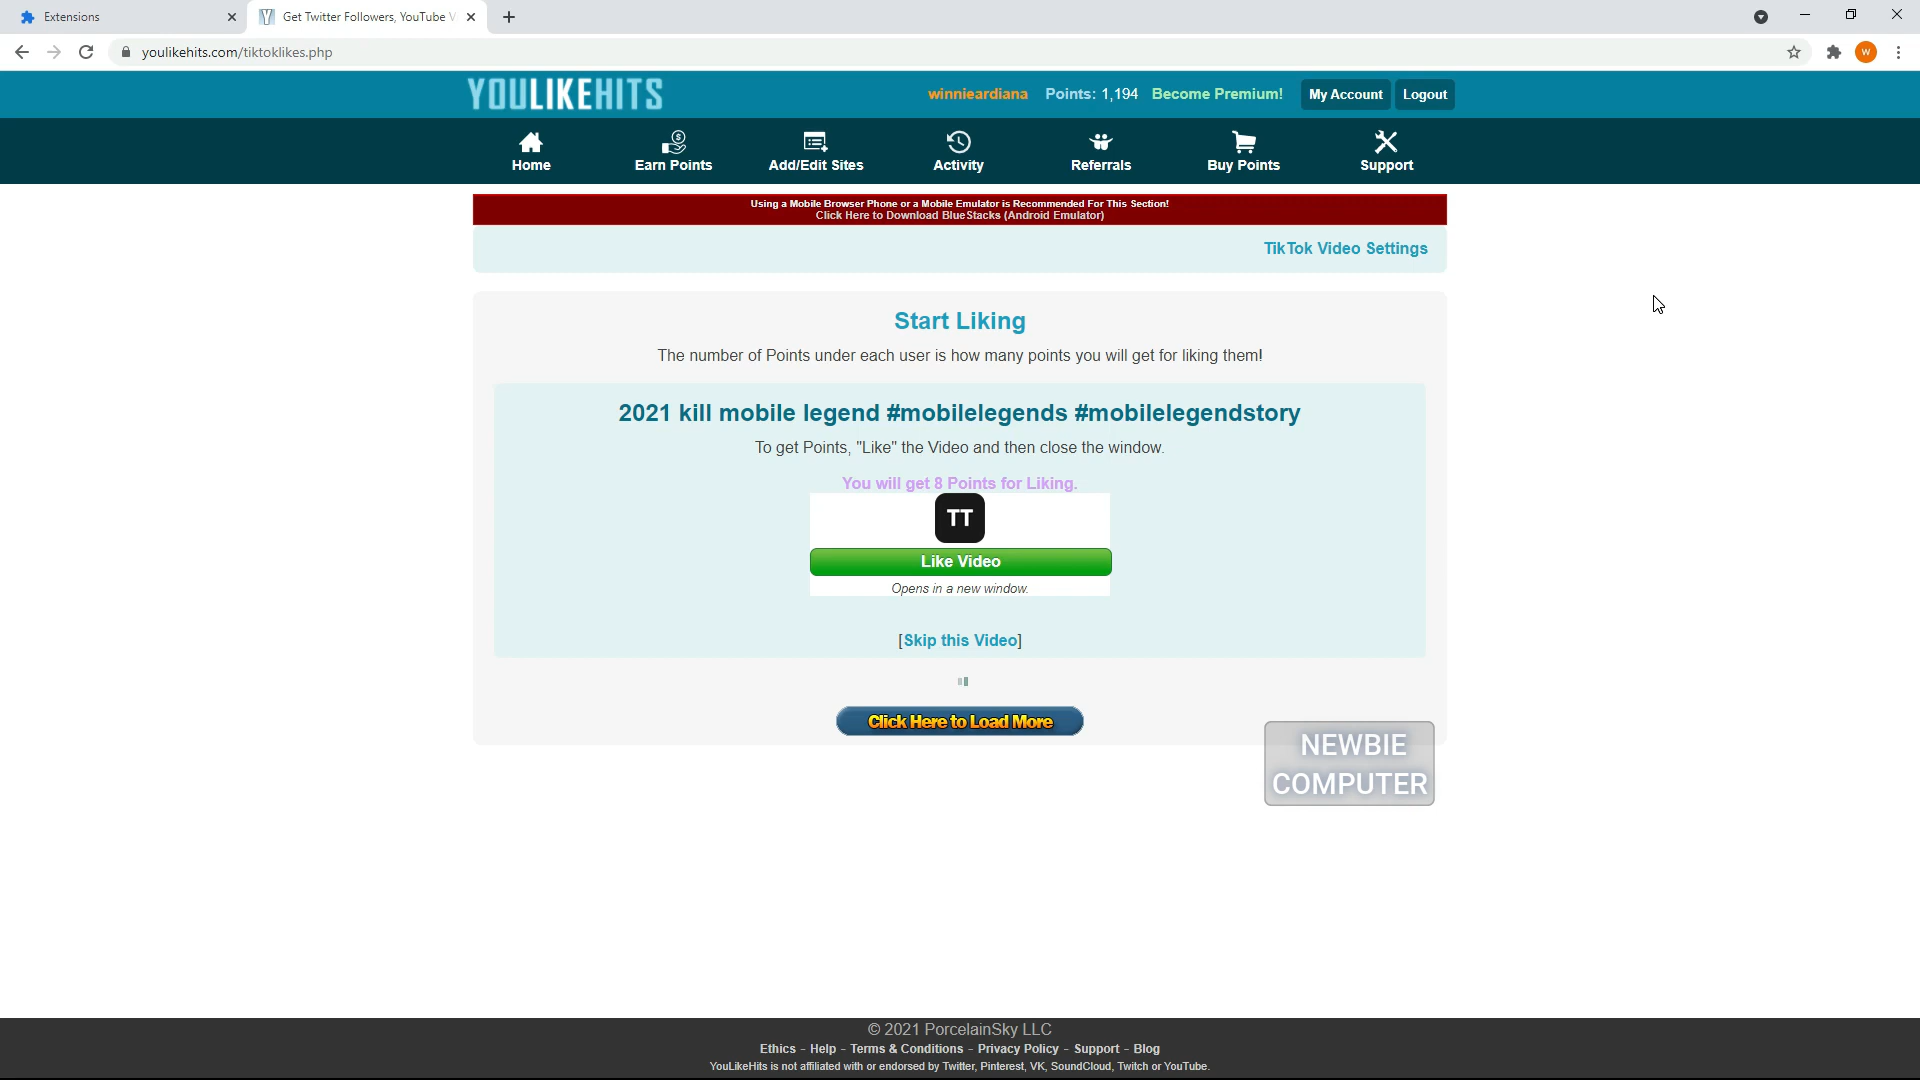 Extensions
Get Twitter Followers, YouTube V
youlikehits.com/tiktoklikes.php
W
YOULIKEHITS
winnieardiana Points: 1,194 Become Premium! My Account Logout
Home Earn Points Add/Edit Sites Activity Referrals Buy Points Support
Using a Mobile Browser Phone or a Mobile Emulator is Recommended For This Section!
Click Here to Download BlueStacks (Android Emulator)
TikTok Video Settings
Start Liking
The number of Points under each user is how many points you will get for liking them!
2021 kill mobile legend #mobilelegends #mobilelegendstory
To get Points, "Like" the Video and then close the window.
You will get 8 Points for Liking.
TT
Like Video
Opens in a new window.
[Skip this Video]
Click Here to Load More
NEWBIE
COMPUTER
© 2021 PorcelainSky LLC
Ethics - Help - Terms & Conditions - Privacy Policy - Support - Blog
YouLikeHits is not affiliated with or endorsed by Twitter, Pinterest, VK, SoundCloud, Twitch or YouTube.